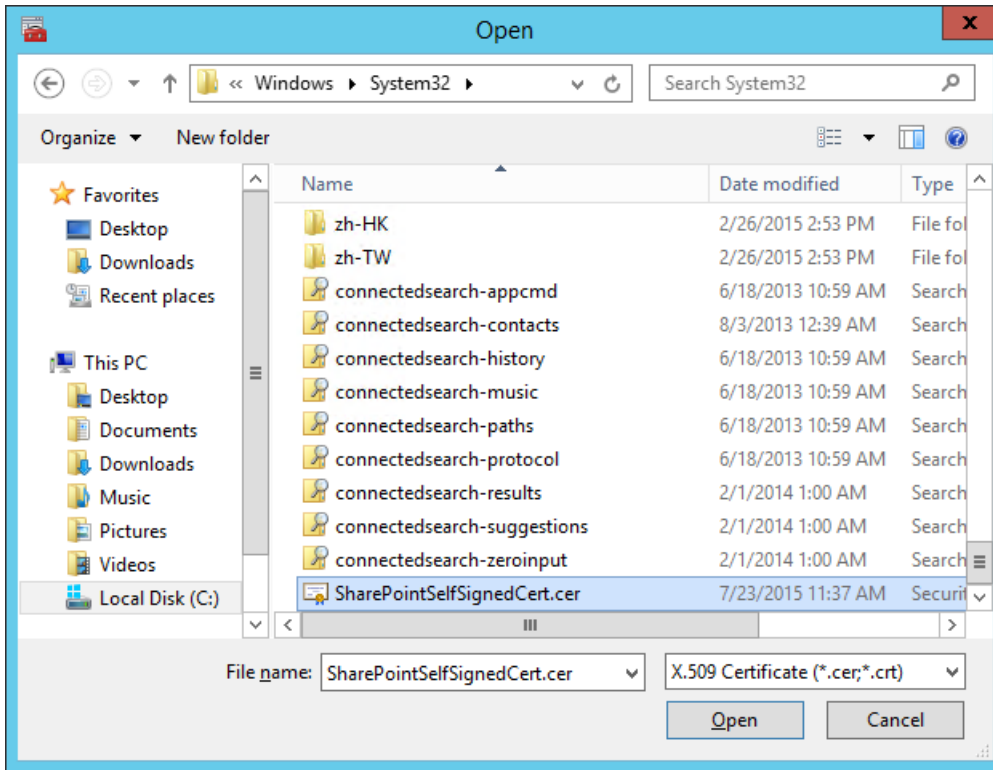 Open
x
« Windows ▸ System32 ▸
Search System32
Organize New folder
Name Date modified Type
Favorites
Desktop
Downloads
Recent places
This PC
Desktop
Documents
Downloads
Music
Pictures
Videos
Local Disk (C:)
zh-HK 2/26/2015 2:53 PM File fol
zh-TW 2/26/2015 2:53 PM File fol
connectedsearch-appcmd 6/18/2013 10:59 AM Search
connectedsearch-contacts 8/3/2013 12:39 AM Search
connectedsearch-history 6/18/2013 10:59 AM Search
connectedsearch-music 6/18/2013 10:59 AM Search
connectedsearch-paths 6/18/2013 10:59 AM Search
connectedsearch-protocol 6/18/2013 10:59 AM Search
connectedsearch-results 2/1/2014 1:00 AM Search
connectedsearch-suggestions 2/1/2014 1:00 AM Search
connectedsearch-zeroinput 2/1/2014 1:00 AM Search
SharePointSelfSignedCert.cer 7/23/2015 11:37 AM Securit
File name: SharePointSelfSignedCert.cer X.509 Certificate (*.cer;*.crt)
Open Cancel